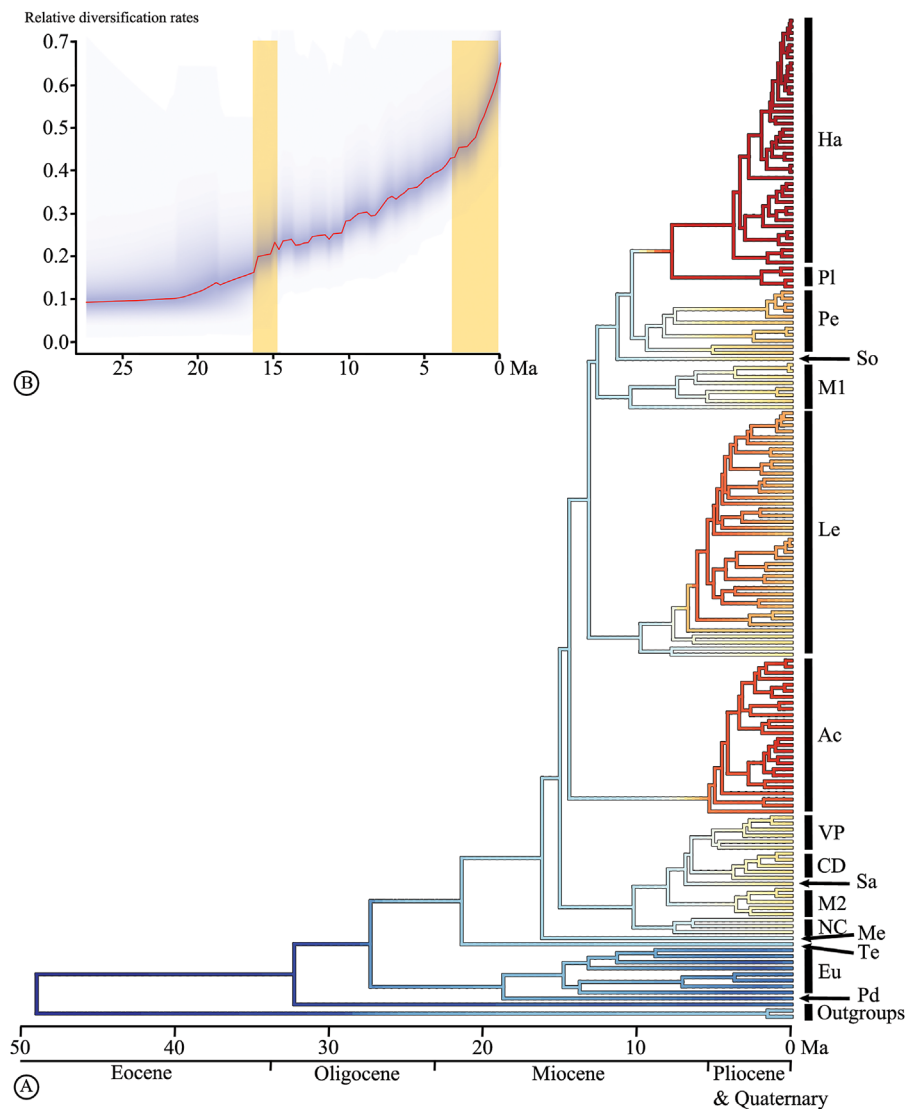 Relative diversification rates
0.7
0.6
0.5
0.4
0.3
0.2
0.1
0.0
25 20 15 10 5 0 Ma
B
Ha
Pl
Pe
So
M1
Le
Ac
VP
CD
Sa
M2
NC
Me
Te
Eu
Pd
Outgroups
50 40 30 20 10 0 Ma
A
Eocene Oligocene Miocene Pliocene
& Quaternary